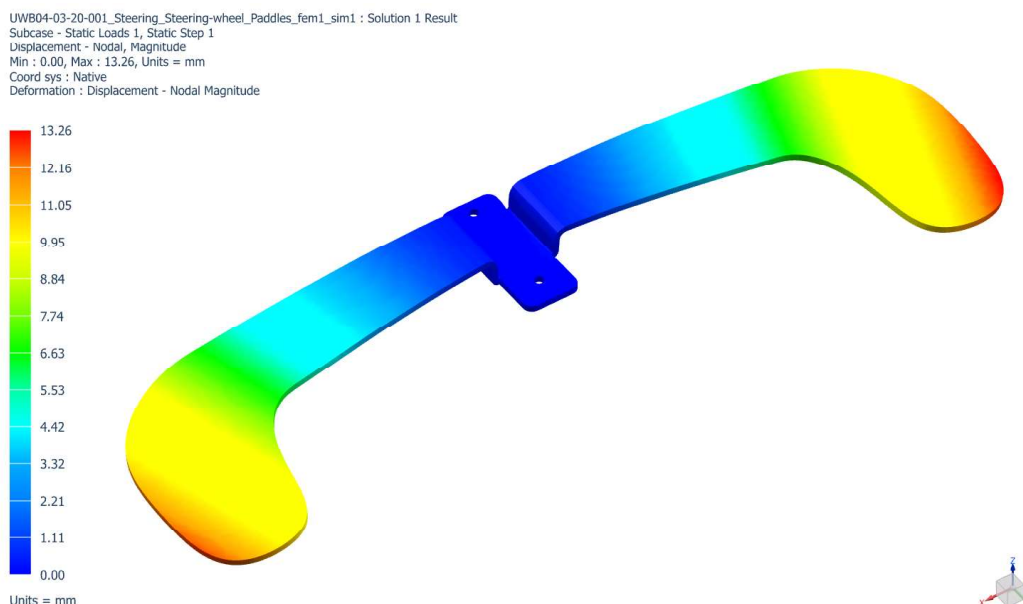 UWB04-03-20-001_Steering_Steering-wheel_Paddles_fem1_sim1 : Solution 1 Result
Subcase - Static Loads 1, Static Step 1
Displacement - Nodal, Magnitude
Min : 0.00, Max : 13.26, Units = mm
Coord sys : Native
Deformation : Displacement - Nodal Magnitude
13.26
12.16
11.05
9.95
8.84
7.74
6.63
5.53
4.42
3.32
2.21
1.11
0.00
Units = mm
Z
X